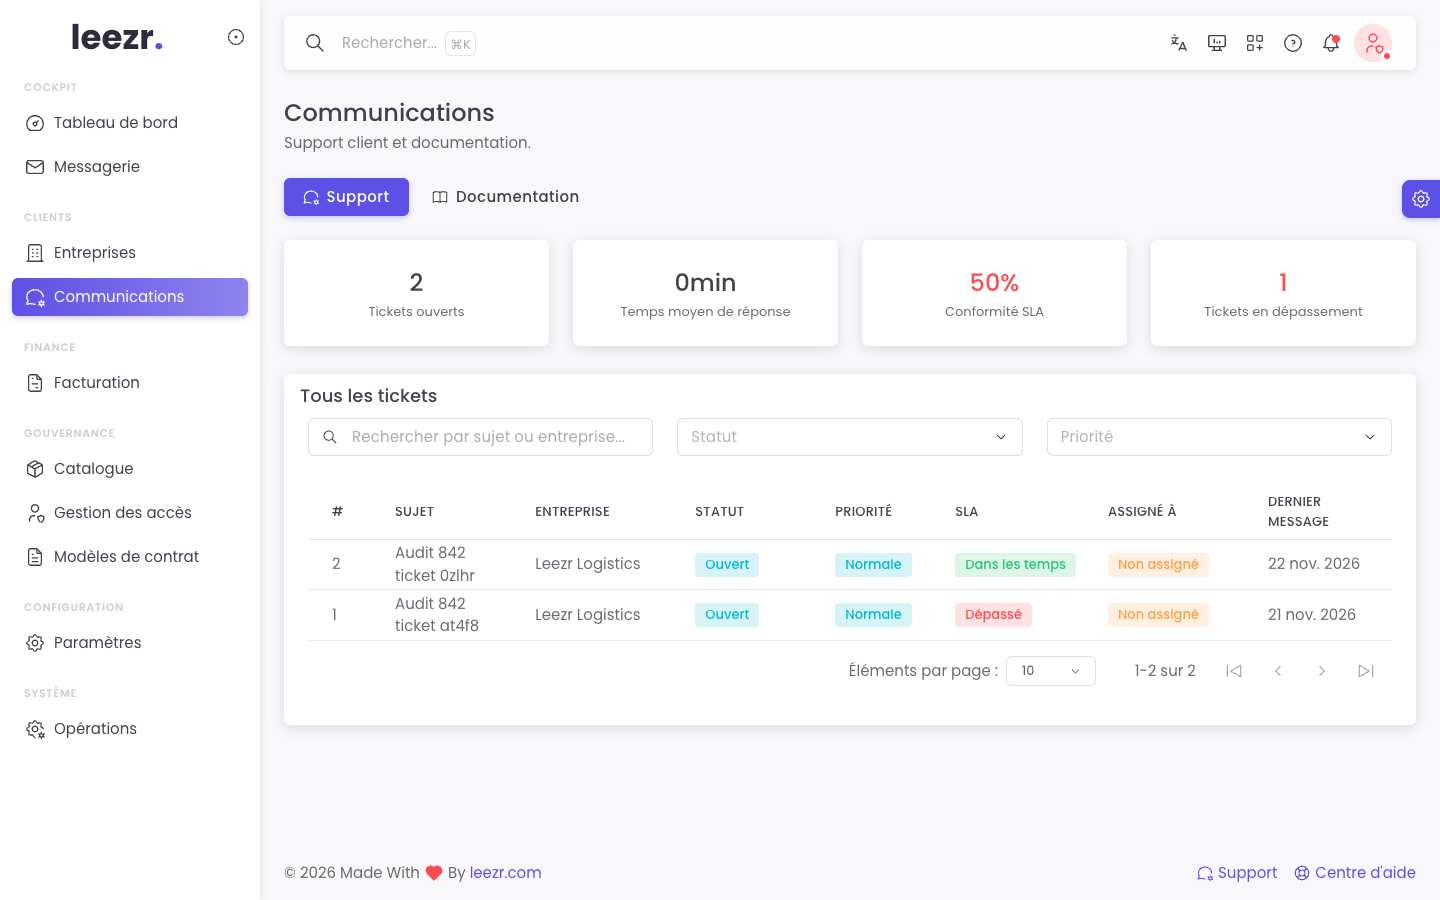 leezr.
COCKPIT
Tableau de bord
Messagerie
CLIENTS
Entreprises
Communications
FINANCE
Facturation
GOUVERNANCE
Catalogue
Gestion des accès
Modèles de contrat
CONFIGURATION
Paramètres
SYSTÈME
Opérations
Rechercher... ⌘K
Communications
Support client et documentation.
Support
Documentation
2
Tickets ouverts
0min
Temps moyen de réponse
50%
Conformité SLA
1
Tickets en dépassement
Tous les tickets
Rechercher par sujet ou entreprise...
Statut
Priorité
# SUJET ENTREPRISE STATUT PRIORITÉ SLA ASSIGNÉ À DERNIER MESSAGE
2 Audit 842 ticket 0zlhr Leezr Logistics Ouvert Normale Dans les temps Non assigné 22 nov. 2026
1 Audit 842 ticket at4f8 Leezr Logistics Ouvert Normale Dépassé Non assigné 21 nov. 2026
Éléments par page : 10 1-2 sur 2
© 2026 Made With By leezr.com
Support
Centre d'aide